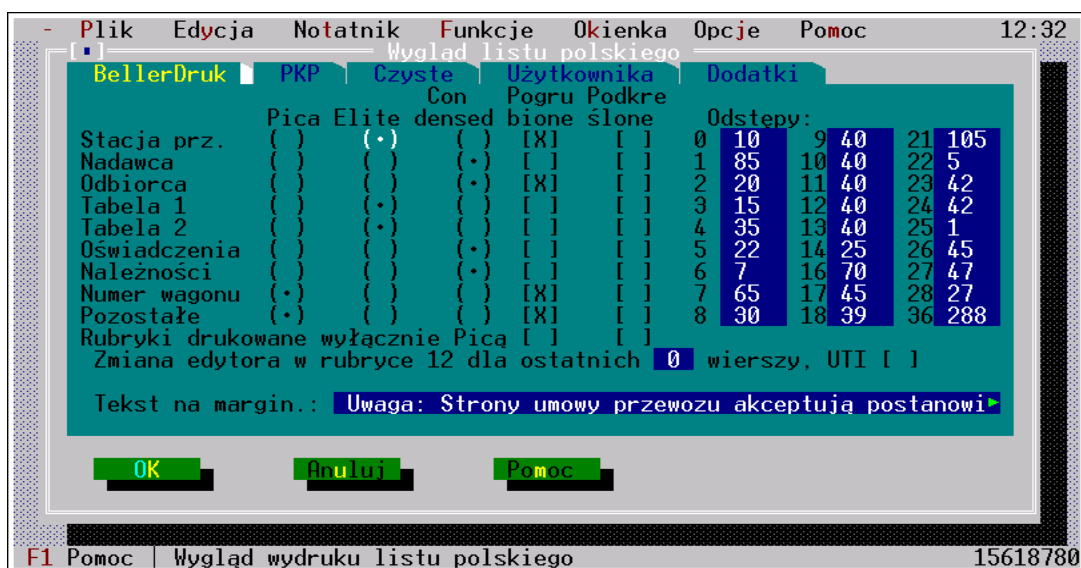 - Plik Edycja Notatnik Funkcje Okienka Opcje Pomoc 12:32
[▪] Wygląd listu polskiego
BellerDruk PKP Czyste Użytkownika Dodatki
Con Pogru Podkre
Pica Elite densed bione ślone Odstępy:
Stacja prz. ( ) (·) ( ) [X] [ ] 0 10 9 40 21 105
Nadawca ( ) ( ) (·) [ ] [ ] 1 85 10 40 22 5
Odbiorca ( ) ( ) (·) [X] [ ] 2 20 11 40 23 42
Tabela 1 ( ) (·) ( ) [ ] [ ] 3 15 12 40 24 42
Tabela 2 ( ) (·) ( ) [ ] [ ] 4 35 13 40 25 1
Oświadczenia ( ) ( ) (·) [ ] [ ] 5 22 14 25 26 45
Należności ( ) ( ) (·) [ ] [ ] 6 7 16 70 27 47
Numer wagonu (·) ( ) ( ) [X] [ ] 7 65 17 45 28 27
Pozostałe (·) ( ) ( ) [X] [ ] 8 30 18 39 36 288
Rubryki drukowane wyłącznie Picą [ ] [ ]
Zmiana edytora w rubryce 12 dla ostatnich 0 wierszy, UTI [ ]
Tekst na margin.: Uwaga: Strony umowy przewozu akceptują postanowi►
OK Anuluj Pomoc
F1 Pomoc | Wygląd wydruku listu polskiego 15618780